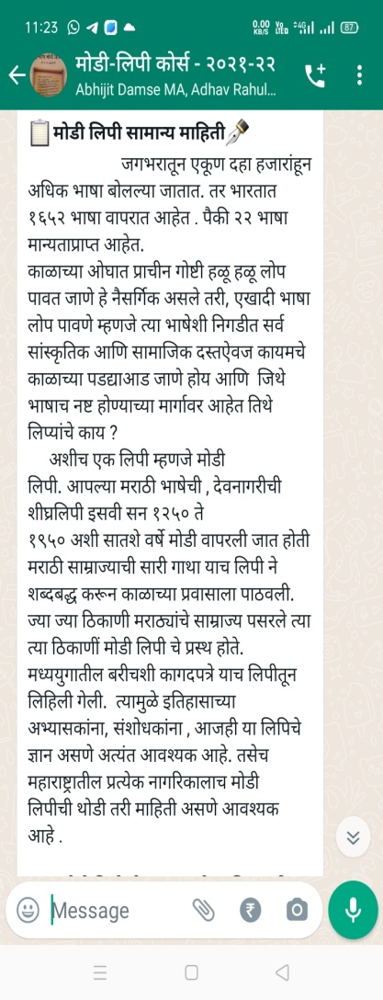 11:23
0.00 KB/S Yo LTED 4G 87
मोडी-लिपी कोर्स - २०२१-२२
Abhijit Damse MA, Adhav Rahul...
📋मोडी लिपी सामान्य माहिती🖋️
जगभरातून एकूण दहा हजारांहून
अधिक भाषा बोलल्या जातात. तर भारतात
१६५२ भाषा वापरात आहेत . पैकी २२ भाषा
मान्यताप्राप्त आहेत.
काळाच्या ओघात प्राचीन गोष्टी हळू हळू लोप
पावत जाणे हे नैसर्गिक असले तरी, एखादी भाषा
लोप पावणे म्हणजे त्या भाषेशी निगडीत सर्व
सांस्कृतिक आणि सामाजिक दस्तऐवज कायमचे
काळाच्या पडद्याआड जाणे होय आणि जिथे
भाषाच नष्ट होण्याच्या मार्गावर आहेत तिथे
लिप्यांचे काय ?
अशीच एक लिपी म्हणजे मोडी
लिपी. आपल्या मराठी भाषेची , देवनागरीची
शीघ्रलिपी इसवी सन १२५० ते
१९५० अशी सातशे वर्षे मोडी वापरली जात होती
मराठी साम्राज्याची सारी गाथा याच लिपी ने
शब्दबद्ध करून काळाच्या प्रवासाला पाठवली.
ज्या ज्या ठिकाणी मराठ्यांचे साम्राज्य पसरले त्या
त्या ठिकाणीं मोडी लिपी चे प्रस्थ होते.
मध्ययुगातील बरीचशी कागदपत्रे याच लिपीतून
लिहिली गेली. त्यामुळे इतिहासाच्या
अभ्यासकांना, संशोधकांना , आजही या लिपिचे
ज्ञान असणे अत्यंत आवश्यक आहे. तसेच
महाराष्ट्रातील प्रत्येक नागरिकालाच मोडी
लिपीची थोडी तरी माहिती असणे आवश्यक
आहे .
Message